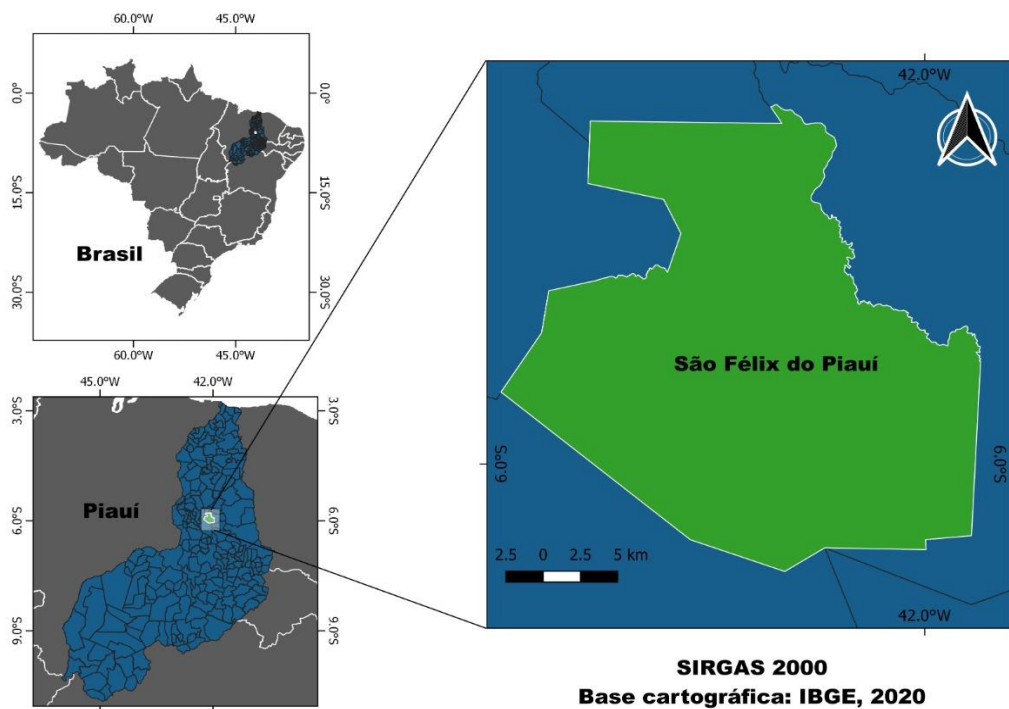 60.0°W 45.0°W
0.0°
0.0°
15.0°S
15.0°S
Brasil
30.0°S
30.0°S
60.0°W 45.0°W
45.0°W 42.0°W
3.0°S
3.0°S
Piauí
6.0°S
6.0°S
9.0°S
9.0°S
42.0°W
São Félix do Piauí
6.0°S
6.0°S
2.5 0 2.5 5 km
42.0°W
SIRGAS 2000
Base cartográfica: IBGE, 2020